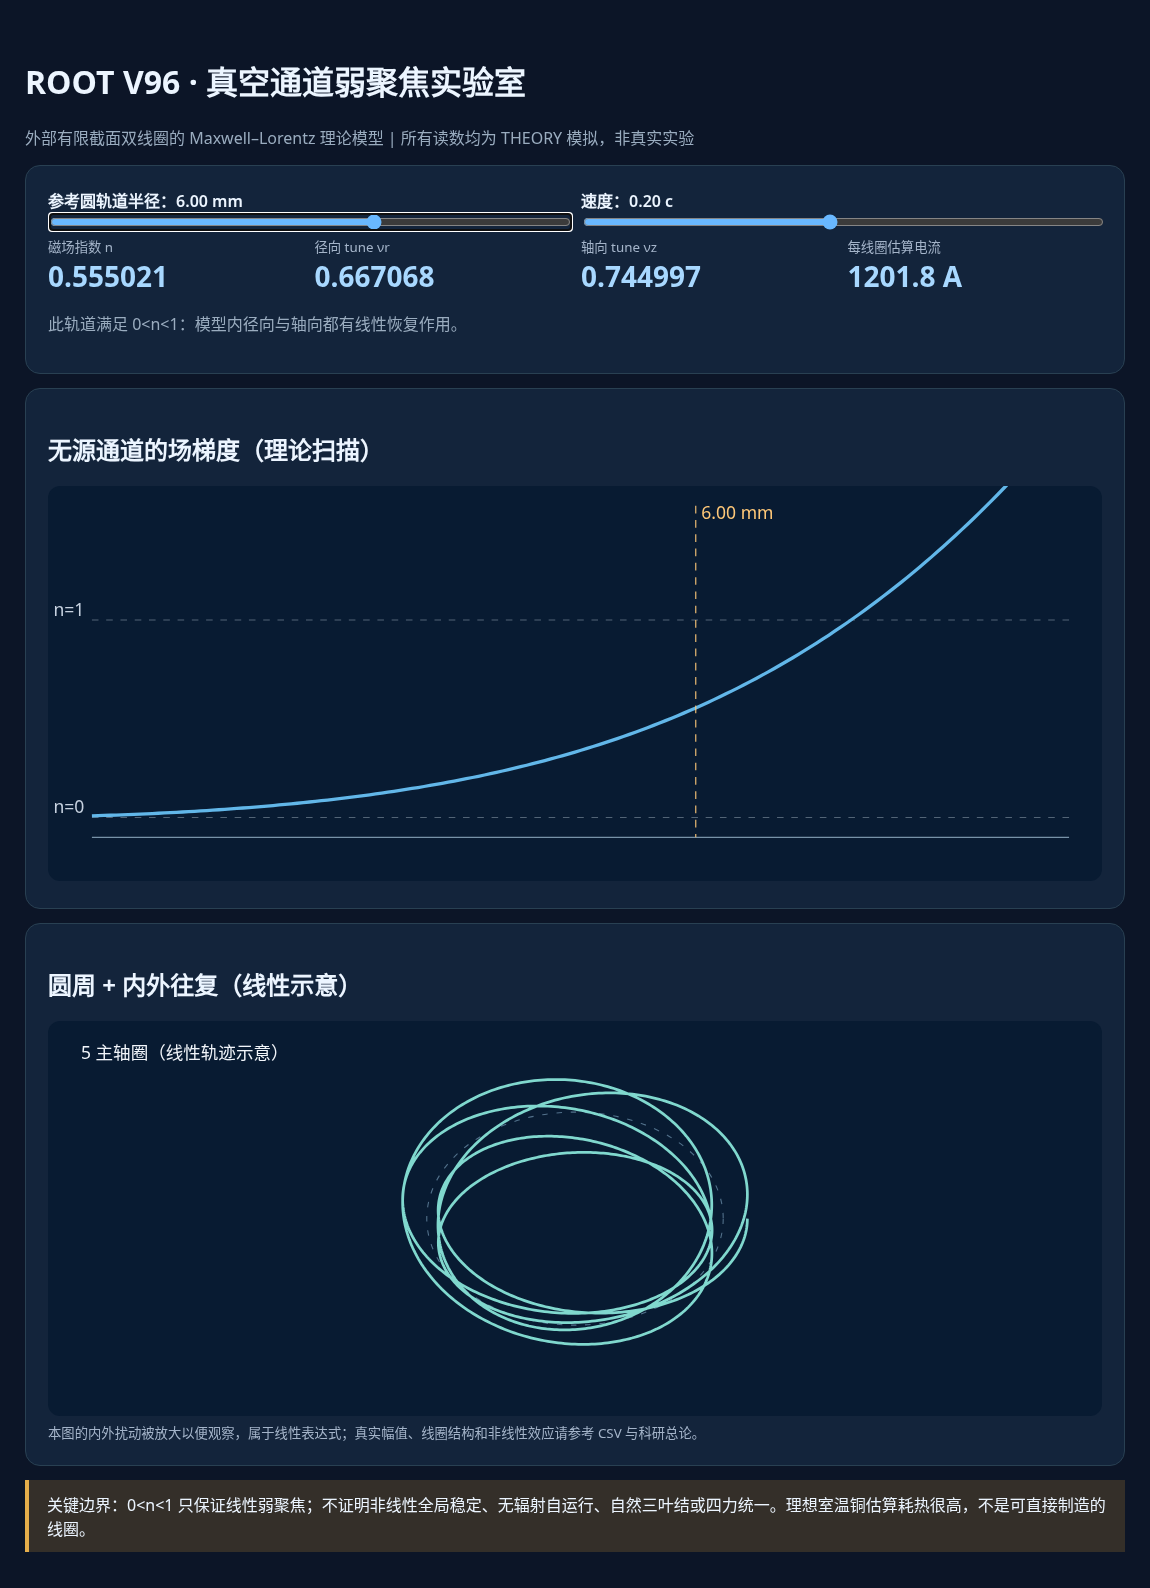 ROOT V96 · 真空通道弱聚焦实验室
外部有限截面双线圈的 Maxwell–Lorentz 理论模型 | 所有读数均为 THEORY 模拟，非真实实验
参考圆轨道半径：6.00 mm
速度：0.20 c
磁场指数 n
径向 tune νr
轴向 tune νz
每线圈估算电流
0.555021
0.667068
0.744997
1201.8 A
此轨道满足 0<n<1：模型内径向与轴向都有线性恢复作用。
无源通道的场梯度（理论扫描）
6.00 mm
n=1
n=0
圆周 + 内外往复（线性示意）
5 主轴圈（线性轨迹示意）
本图的内外扰动被放大以便观察，属于线性表达式；真实幅值、线圈结构和非线性效应请参考 CSV 与科研总论。
关键边界：0<n<1 只保证线性弱聚焦；不证明非线性全局稳定、无辐射自运行、自然三叶结或四力统一。理想室温铜估算耗热很高，不是可直接制造的
线圈。